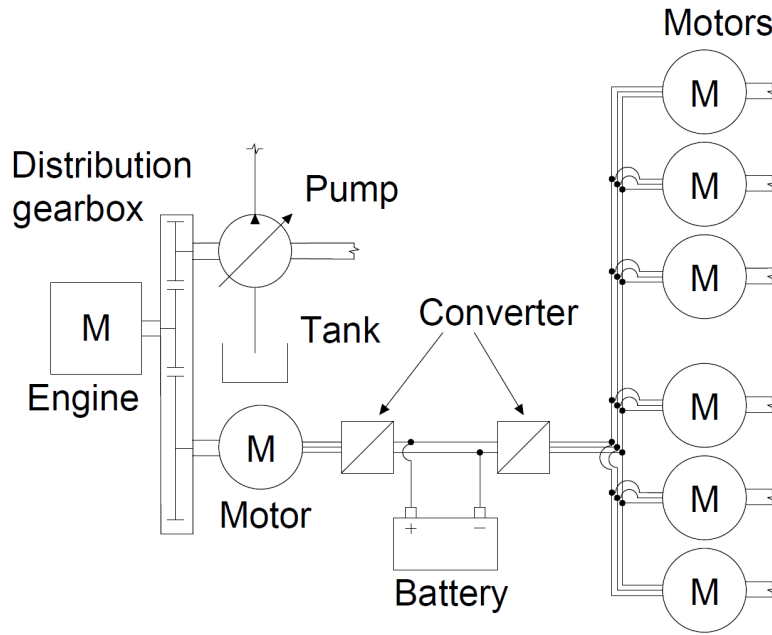 Motors
M
Distribution
gearbox
Pump
M
M
M
Engine
Tank
Converter
M
M
Motor
M
+
−
Battery
M